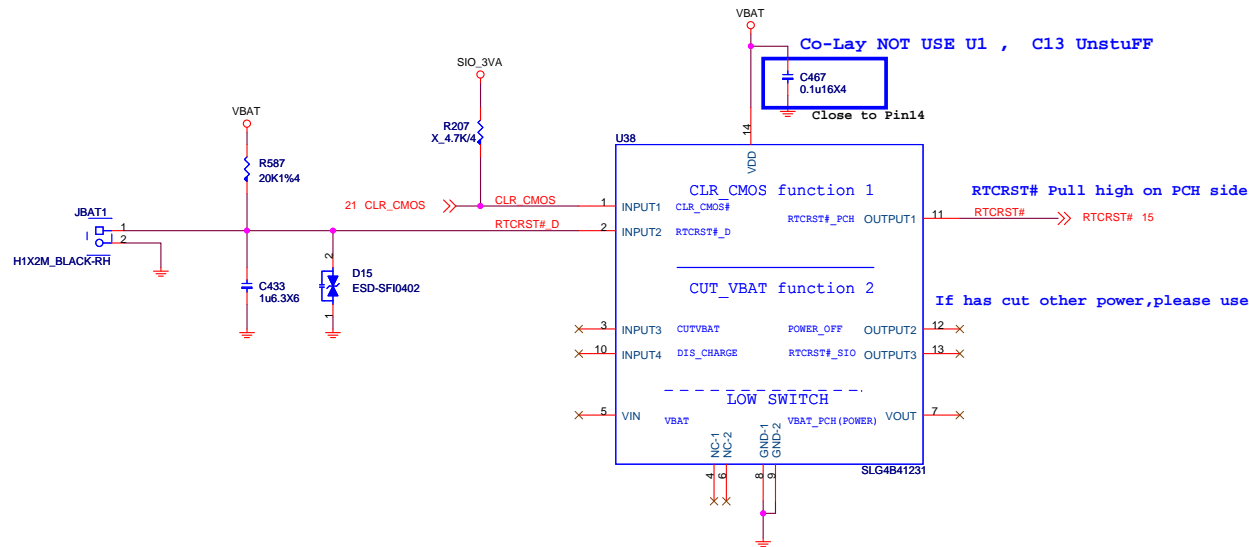 VBAT
Co-Lay NOT USE U1 , C13 UnstuFF
SIO_3VA
C467
0.1u16X4
Close to Pin14
VBAT
R207
X_4.7K/4
14
U38
VDD
R587
20K1%4
CLR_CMOS function 1
RTCRST# Pull high on PCH side
21 CLR_CMOS
CLR_CMOS
1
INPUT1
CLR_CMOS#
RTCRST#_PCH
OUTPUT1
11
RTCRST#
RTCRST# 15
JBAT1
1
2
RTCRST#_D
2
INPUT2
RTCRST#_D
H1X2M_BLACK-RH
C433
1u6.3X6
2
D15
ESD-SFI0402
1
CUT_VBAT function 2
If has cut other power,please use
3
INPUT3
CUTVBAT
POWER_OFF
OUTPUT2
12
10
INPUT4
DIS_CHARGE
RTCRST#_SIO
OUTPUT3
13
LOW SWITCH
5
VIN
VBAT
VBAT_PCH(POWER)
VOUT
7
NC-1
NC-2
GND-1
GND-2
4
6
8
9
SLG4B41231